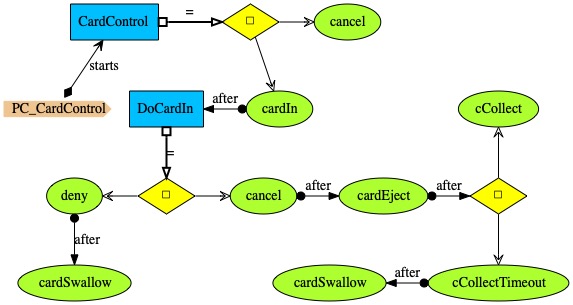 CardControl
=
□
cancel
starts
PC_CardControl
DoCardIn
after
cardIn
cCollect
=
deny
□
cancel
after
cardEject
after
□
after
cardSwallow
cardSwallow
after
cCollectTimeout